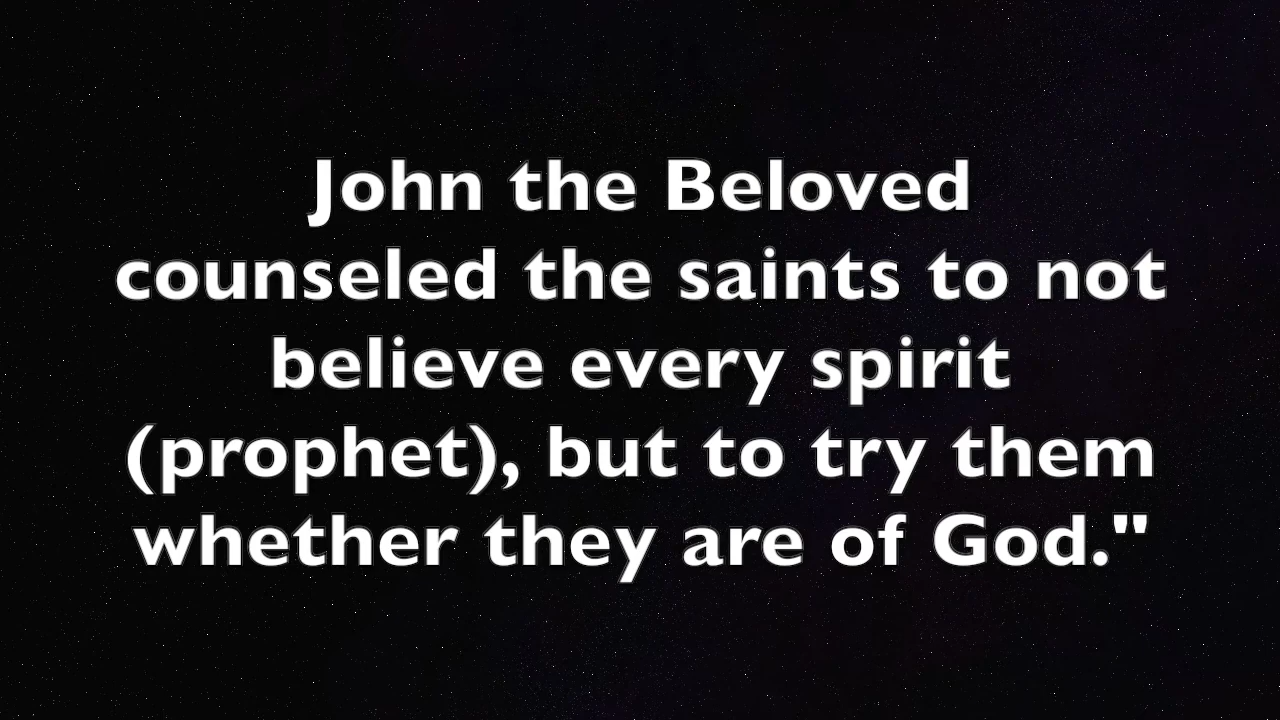 John the Beloved
counseled the saints to not
believe every spirit
(prophet), but to try them
whether they are of God."